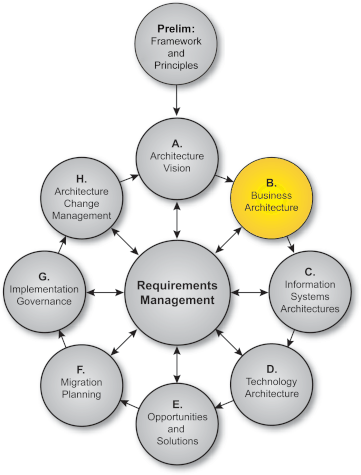 Prelim:
Framework
and
Principles
A.
Architecture
Vision
B.
Business
Architecture
C.
Information
Systems
Architectures
D.
Technology
Architecture
E.
Opportunities
and
Solutions
F.
Migration
Planning
G.
Implementation
Governance
H.
Architecture
Change
Management
Requirements
Management